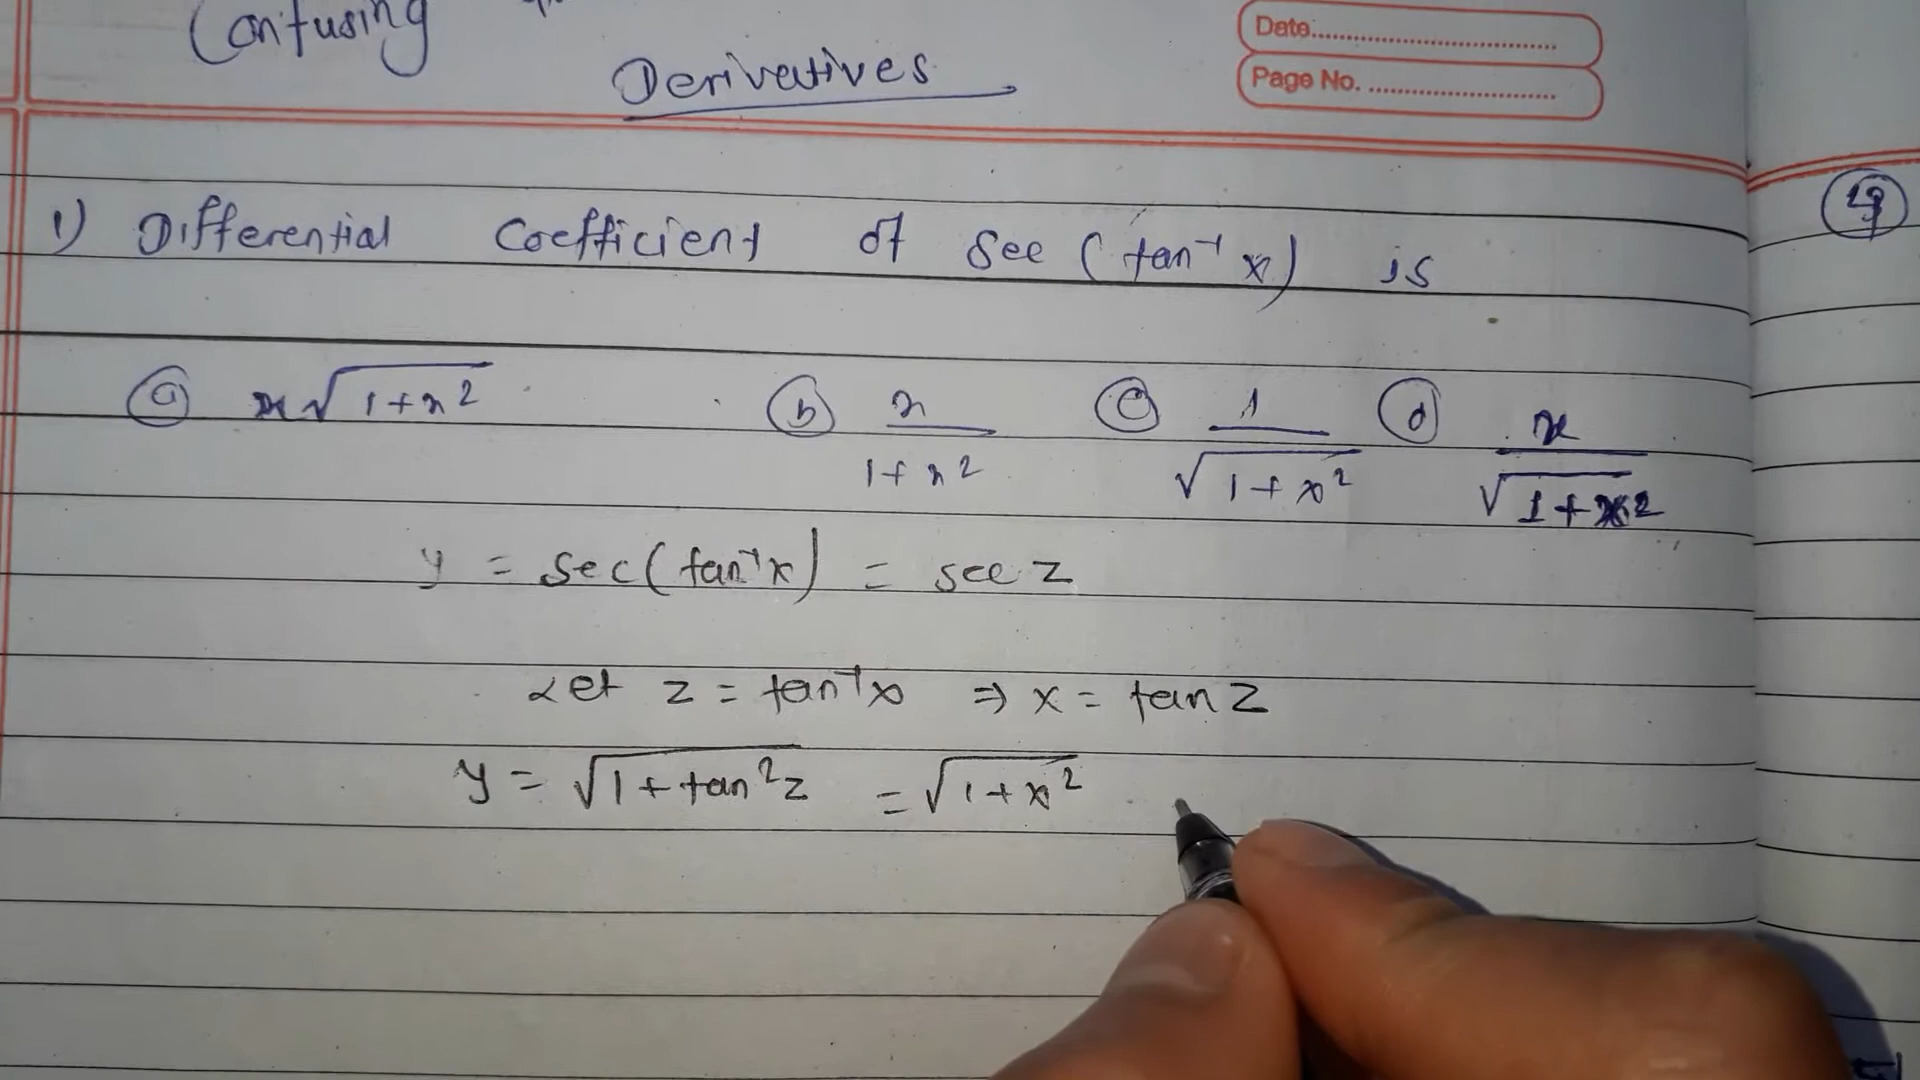 Confusing
Derivatives
Date
Page No.
1) Differential Coefficient of Sec (tan⁻¹ x) is
(a) x√1+x² (b) x/1+x² (c) 1/√1+x² (d) x/√1+x²
y = sec(tan⁻¹x) = sec z
Let z = tan⁻¹x ⇒ x = tan z
y = √1+tan²z = √1+x²